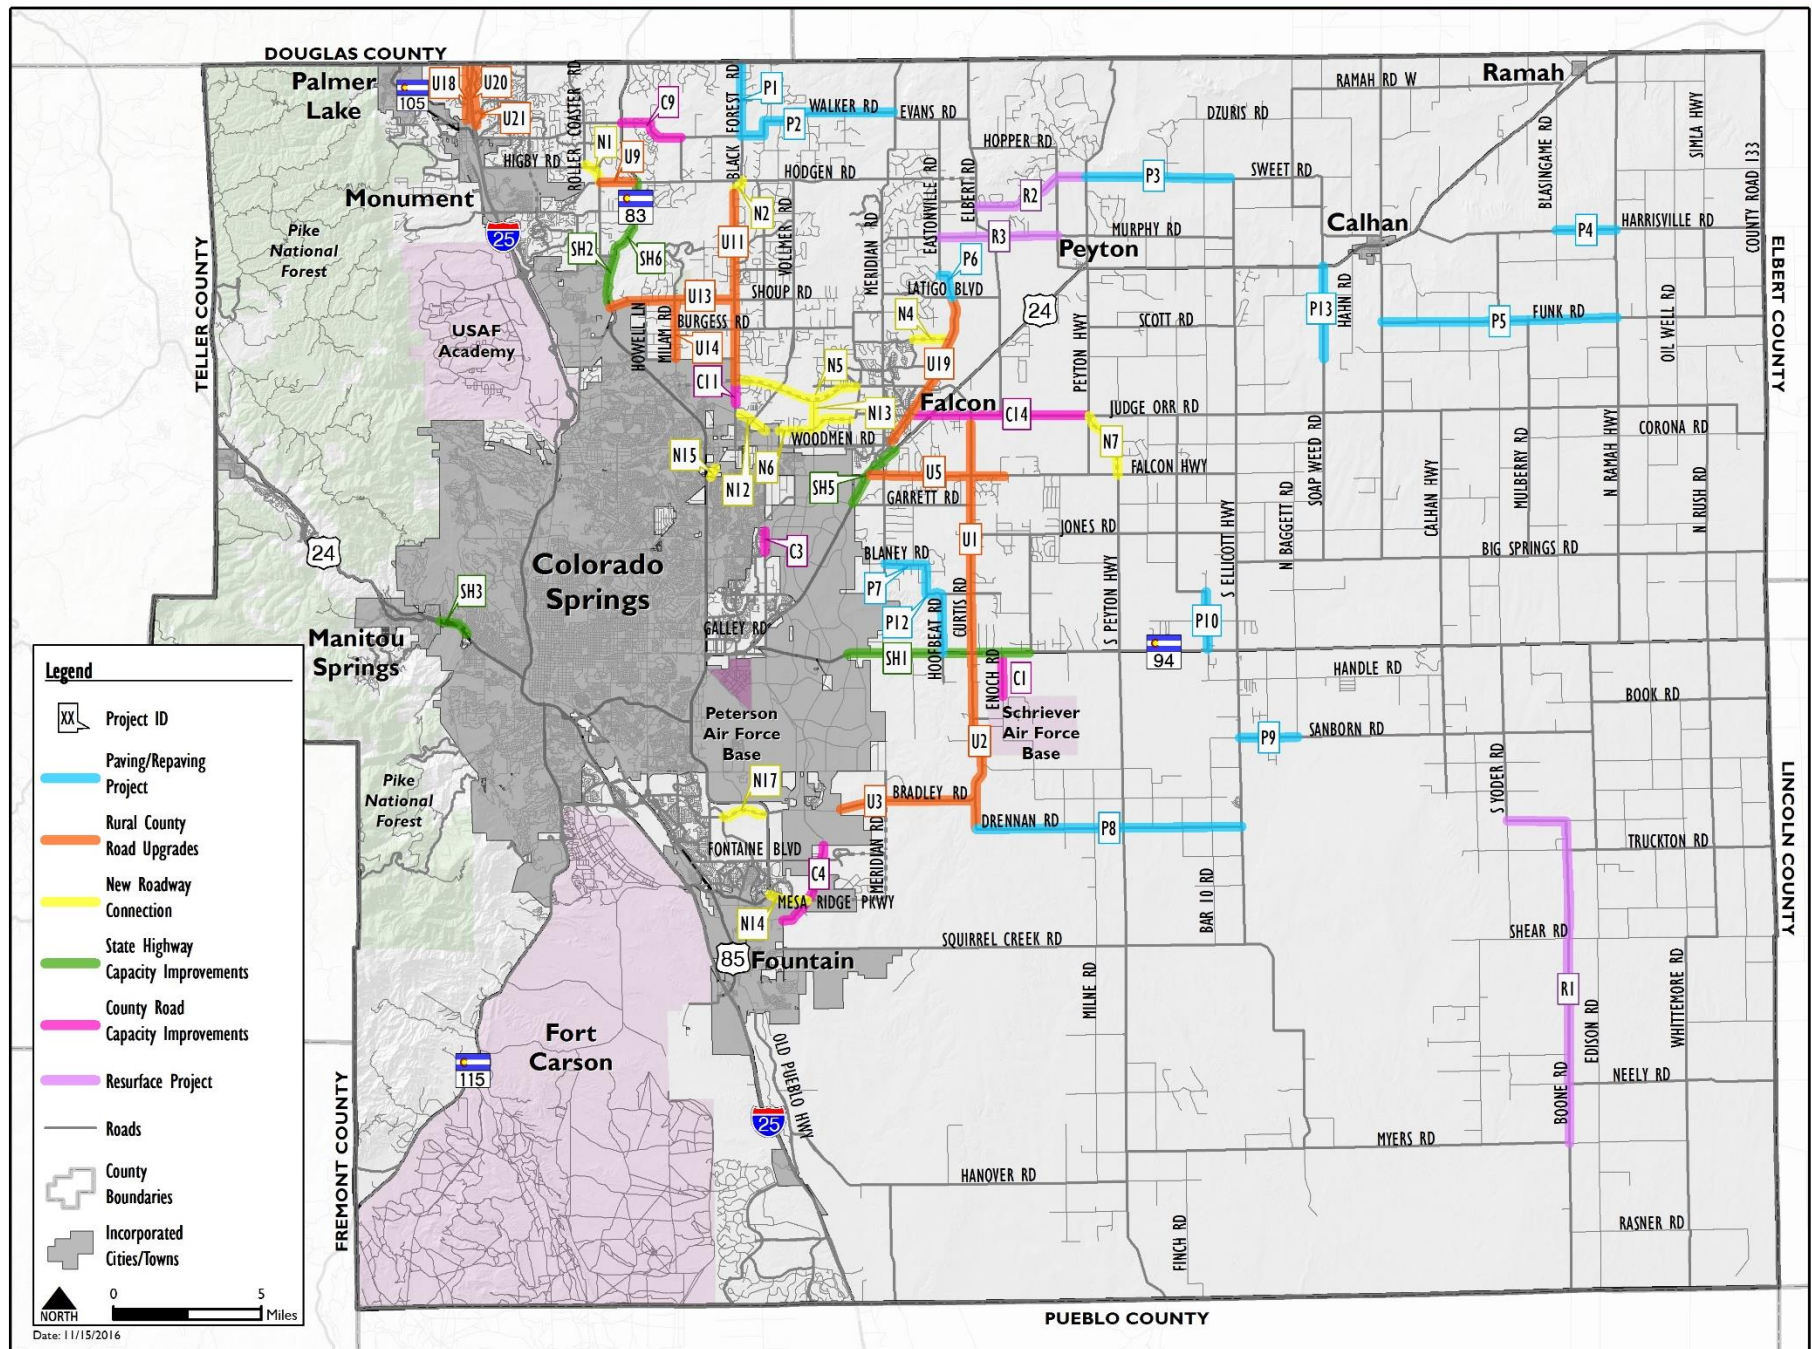 DOUGLAS COUNTY
Palmer
Lake
105
U18
U20
U21
ROLLER COASTER RD
C9
BLACK FOREST RD
P1
P2
WALKER RD
EVANS RD
DZURIS RD
RAMAH RD W
Ramah
SIMLA HWY
COUNTY ROAD 133
HIGBY RD
N1
U9
HODGEN RD
HOPPER RD
EASTONVILLE RD
ELBERT RD
P3
SWEET RD
BLASINGAME RD
Monument
83
N2
R2
25
Pike
National
Forest
SH2
SH6
U11
VOLLMER RD
MERIDIAN RD
R3
MURPHY RD
Peyton
Calhan
P4
HARRISVILLE RD
TELLER COUNTY
ELBERT COUNTY
P6
LATIGO BLVD
U13
SHOUP RD
24
P13
HAHN RD
P5
FUNK RD
OIL WELL RD
USAF
Academy
HOWELL LN
MILAM RD
BURGESS RD
U14
N4
U19
PEYTON HWY
SCOTT RD
C11
N5
N13
Falcon
C14
JUDGE ORR RD
WOODMEN RD
N7
SOAP WEED RD
CALHAN HWY
MULBERRY RD
N RAMAH HWY
CORONA RD
N15
N12
N6
SH5
U5
FALCON HWY
GARRETT RD
N RUSH RD
JONES RD
S ELLICOTT HWY
N BAGGETT RD
BIG SPRINGS RD
24
Colorado
Springs
C3
U1
BLANEY RD
P7
P12
HOOFBEAT RD
CURTIS RD
S PEYTON HWY
P10
SH3
Manitou
Springs
GALLEY RD
SH1
ENOCH RD
C1
94
HANDLE RD
BOOK RD
Peterson
Air Force
Base
Schriever
Air Force
Base
U2
P9
SANBORN RD
S YODER RD
LINCOLN COUNTY
Pike
National
Forest
N17
U3
BRADLEY RD
DRENNAN RD
P8
TRUCKTON RD
FONTAINE BLVD
MERIDIAN RD
C4
MESA RIDGE PKWY
N14
BAR 10 RD
SHEAR RD
85
Fountain
SQUIRREL CREEK RD
MILNE RD
R1
EDISON RD
WHITTEMORE RD
Fort
Carson
115
OLD PUEBLO HWY
25
BOONE RD
NEELY RD
MYERS RD
HANOVER RD
FREMONT COUNTY
FINCH RD
RASNER RD
PUEBLO COUNTY
Legend
XX
Project ID
Paving/Repaving
Project
Rural County
Road Upgrades
New Roadway
Connection
State Highway
Capacity Improvements
County Road
Capacity Improvements
Resurface Project
Roads
County
Boundaries
Incorporated
Cities/Towns
NORTH
0
5
Miles
Date: 11/15/2016